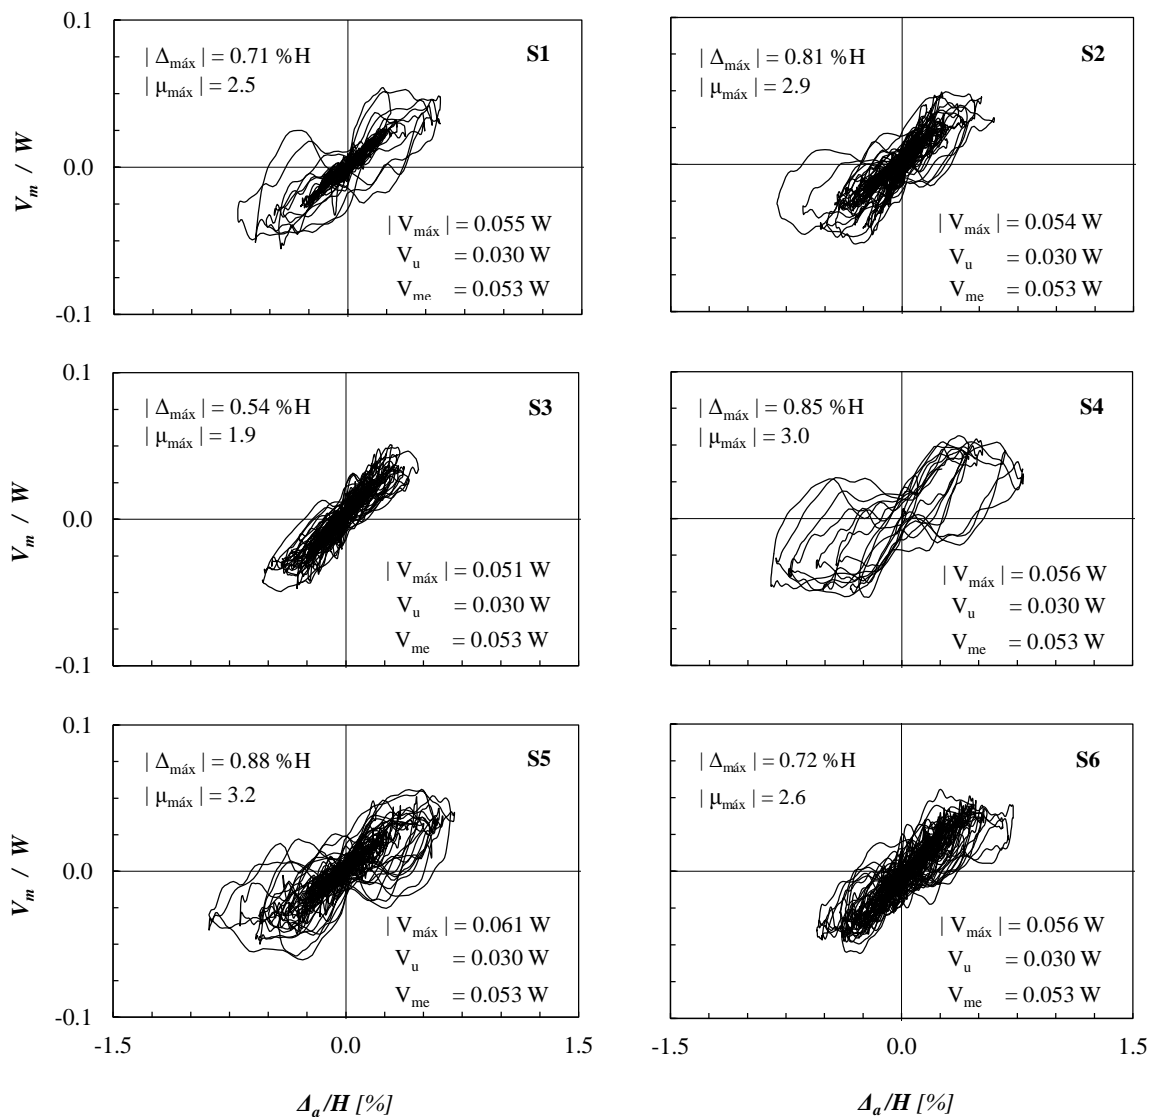 0.1
| Δmáx | = 0.71 %H
S1
| μmáx | = 2.5
Vm / W
0.0
| Vmáx | = 0.055 W
Vu = 0.030 W
Vme = 0.053 W
-0.1
| Δmáx | = 0.81 %H
S2
| μmáx | = 2.9
| Vmáx | = 0.054 W
Vu = 0.030 W
Vme = 0.053 W
0.1
| Δmáx | = 0.54 %H
S3
| μmáx | = 1.9
Vm / W
0.0
| Vmáx | = 0.051 W
Vu = 0.030 W
Vme = 0.053 W
-0.1
| Δmáx | = 0.85 %H
S4
| μmáx | = 3.0
| Vmáx | = 0.056 W
Vu = 0.030 W
Vme = 0.053 W
0.1
| Δmáx | = 0.88 %H
S5
| μmáx | = 3.2
Vm / W
0.0
| Vmáx | = 0.061 W
Vu = 0.030 W
Vme = 0.053 W
-0.1
-1.5 0.0 1.5
Δa/H [%]
| Δmáx | = 0.72 %H
S6
| μmáx | = 2.6
| Vmáx | = 0.056 W
Vu = 0.030 W
Vme = 0.053 W
-1.5 0.0 1.5
Δa/H [%]